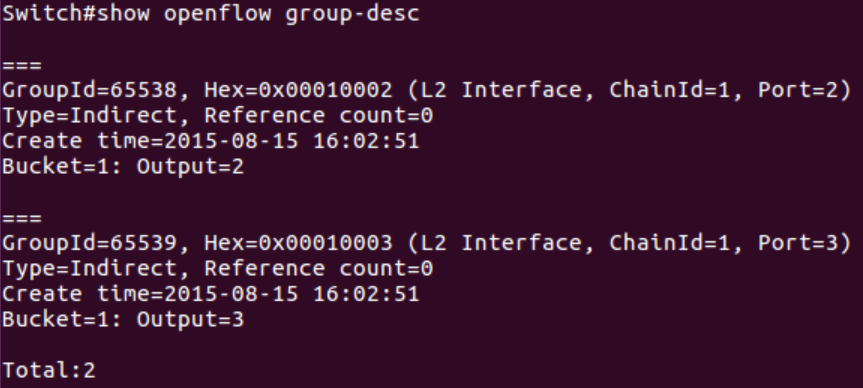 Switch#show openflow group-desc
===
GroupId=65538, Hex=0x00010002 (L2 Interface, ChainId=1, Port=2)
Type=Indirect, Reference count=0
Create time=2015-08-15 16:02:51
Bucket=1: Output=2
===
GroupId=65539, Hex=0x00010003 (L2 Interface, ChainId=1, Port=3)
Type=Indirect, Reference count=0
Create time=2015-08-15 16:02:51
Bucket=1: Output=3
Total:2